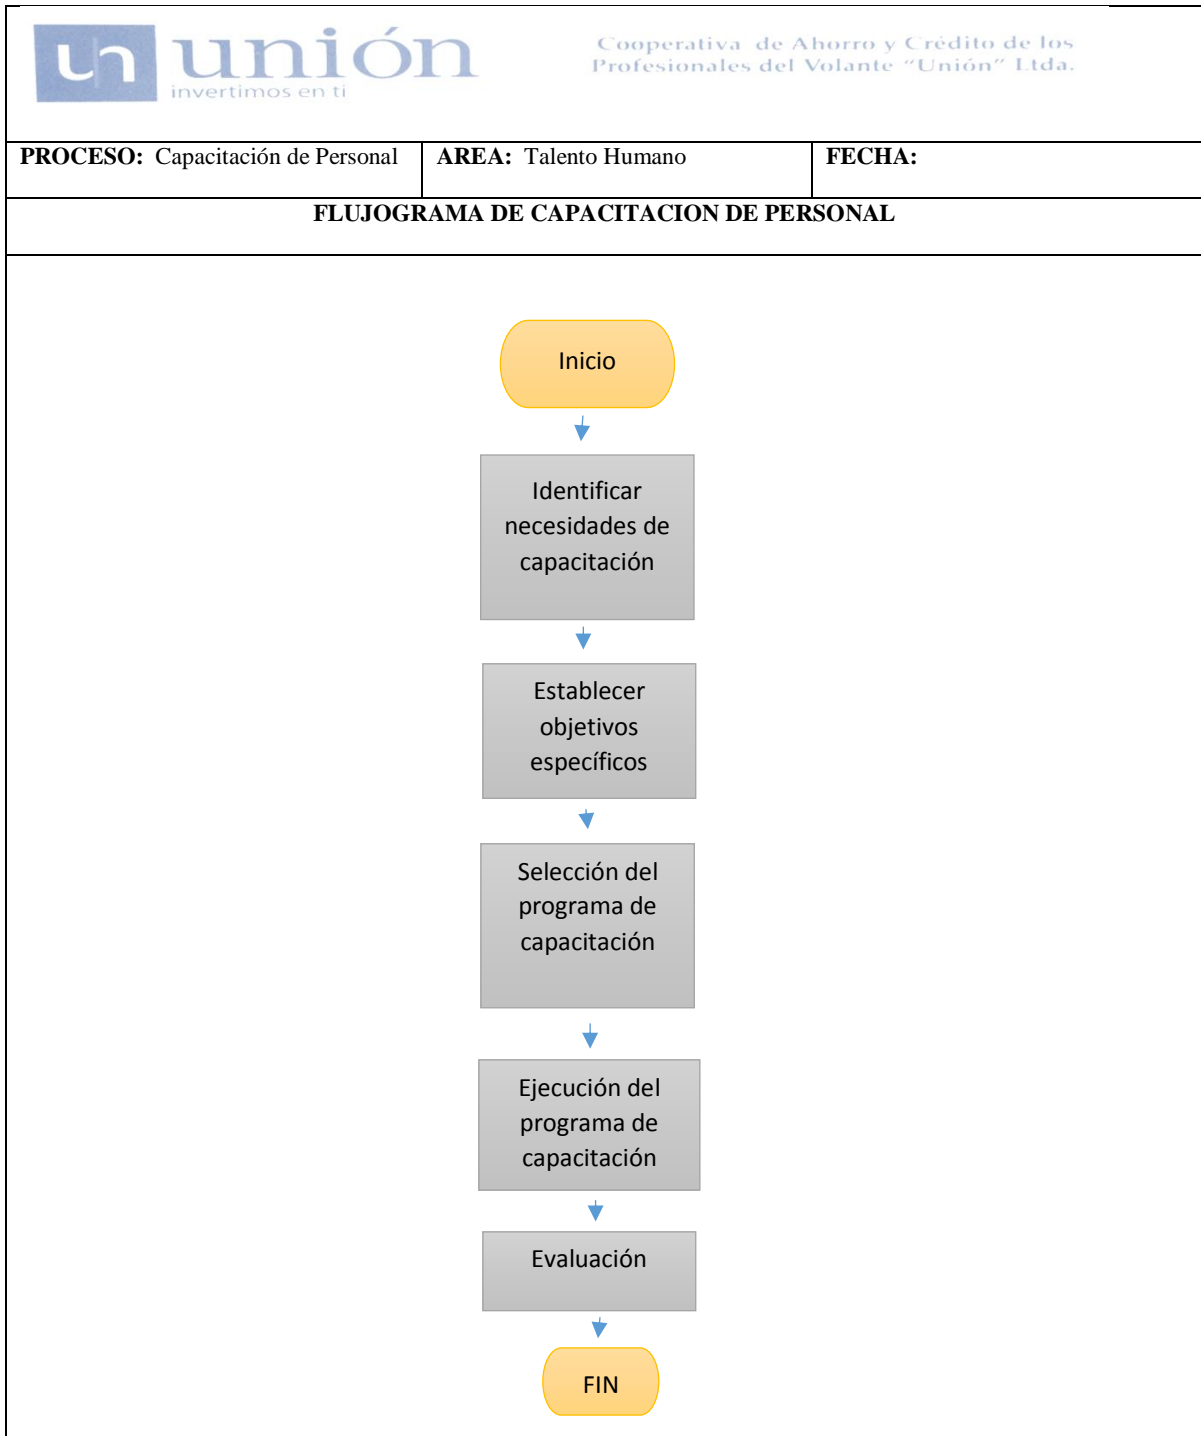 un unión
invertimos en ti
Cooperativa de Ahorro y Crédito de los
Profesionales del Volante “Unión” Ltda.
PROCESO: Capacitación de Personal
AREA: Talento Humano
FECHA:
FLUJOGRAMA DE CAPACITACION DE PERSONAL
Inicio
Identificar
necesidades de
capacitación
Establecer
objetivos
específicos
Selección del
programa de
capacitación
Ejecución del
programa de
capacitación
Evaluación
FIN